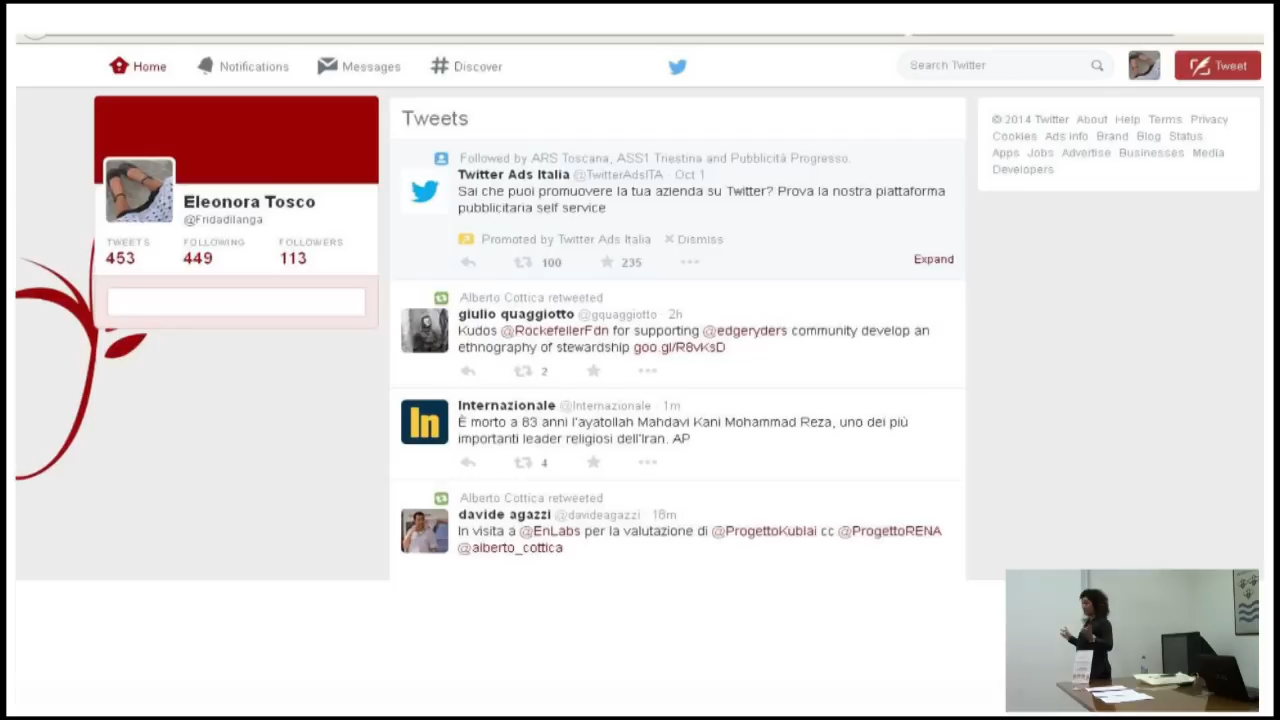 Home Notifications Messages Discover Search Twitter Tweet
Eleonora Tosco
@Fridadilanga
TWEETS FOLLOWING FOLLOWERS
453 449 113
Tweets
Followed by ARS Toscana, ASS1 Triestina and Pubblicità Progresso.
Twitter Ads Italia @TwitterAdsITA · Oct 1
Sai che puoi promuovere la tua azienda su Twitter? Prova la nostra piattaforma
pubblicitaria self service
Promoted by Twitter Ads Italia Dismiss
100 235 Expand
Alberto Cottica retweeted
giulio quaggiotto @gquaggiotto · 2h
Kudos @RockefellerFdn for supporting @edgeryders community develop an
ethnography of stewardship goo.gl/R8vKsD
2
In
Internazionale @Internazionale · 1m
È morto a 83 anni l'ayatollah Mahdavi Kani Mohammad Reza, uno dei più
importanti leader religiosi dell'Iran. AP
4
Alberto Cottica retweeted
davide agazzi @davideagazzi · 18m
In visita a @EnLabs per la valutazione di @ProgettoKublai cc @ProgettoRENA
@alberto_cottica
© 2014 Twitter About Help Terms Privacy
Cookies Ads info Brand Blog Status
Apps Jobs Advertise Businesses Media
Developers